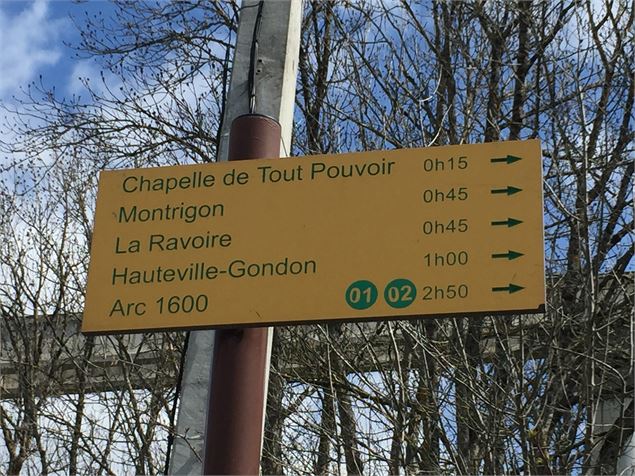 Chapelle de Tout Pouvoir 0h15 →
Montrigon 0h45 →
La Ravoire 0h45 →
Hauteville-Gondon 1h00 →
Arc 1600 01 02 2h50 →